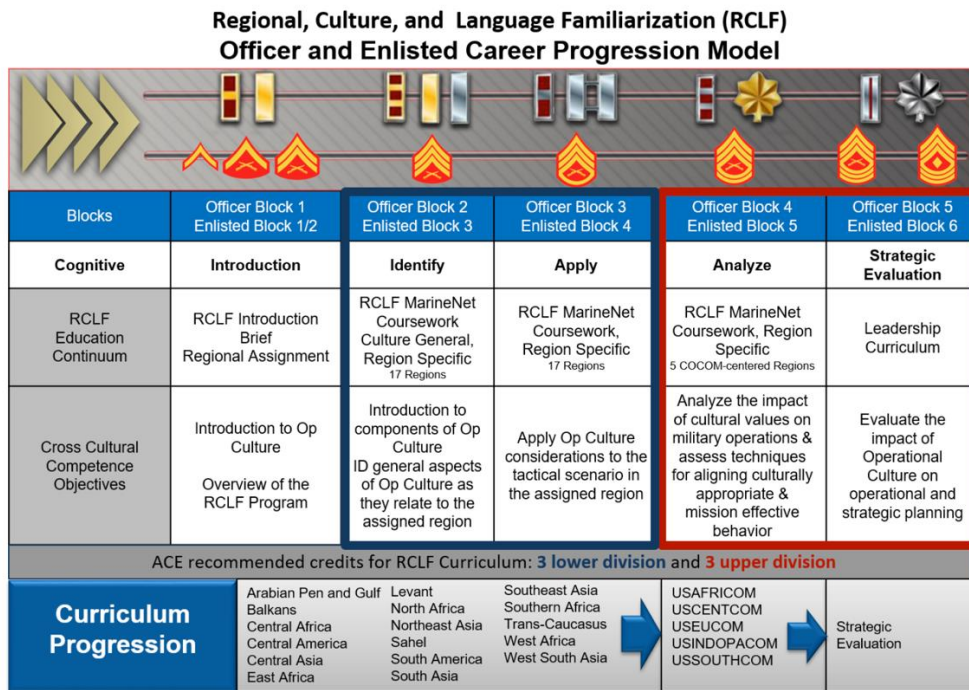 Regional, Culture, and Language Familiarization (RCLF)
Officer and Enlisted Career Progression Model
Blocks
Officer Block 1
Enlisted Block 1/2
Officer Block 2
Enlisted Block 3
Officer Block 3
Enlisted Block 4
Officer Block 4
Enlisted Block 5
Officer Block 5
Enlisted Block 6
Cognitive
Introduction
Identify
Apply
Analyze
Strategic
Evaluation
RCLF
Education
Continuum
RCLF Introduction
Brief
Regional Assignment
RCLF MarineNet
Coursework
Culture General,
Region Specific
17 Regions
RCLF MarineNet
Coursework,
Region Specific
17 Regions
RCLF MarineNet
Coursework, Region
Specific
5 COCOM-centered Regions
Leadership
Curriculum
Cross Cultural
Competence
Objectives
Introduction to Op
Culture
Overview of the
RCLF Program
Introduction to
components of Op
Culture
ID general aspects
of Op Culture as
they relate to the
assigned region
Apply Op Culture
considerations to the
tactical scenario in
the assigned region
Analyze the impact
of cultural values on
military operations &
assess techniques
for aligning culturally
appropriate &
mission effective
behavior
Evaluate the
impact of
Operational
Culture on
operational and
strategic planning
ACE recommended credits for RCLF Curriculum: 3 lower division and 3 upper division
Curriculum
Progression
Arabian Pen and Gulf
Balkans
Central Africa
Central America
Central Asia
East Africa
Levant
North Africa
Northeast Asia
Sahel
South America
South Asia
Southeast Asia
Southern Africa
Trans-Caucasus
West Africa
West South Asia
USAFRICOM
USCENTCOM
USEUCOM
USINDOPACOM
USSOUTHCOM
Strategic
Evaluation